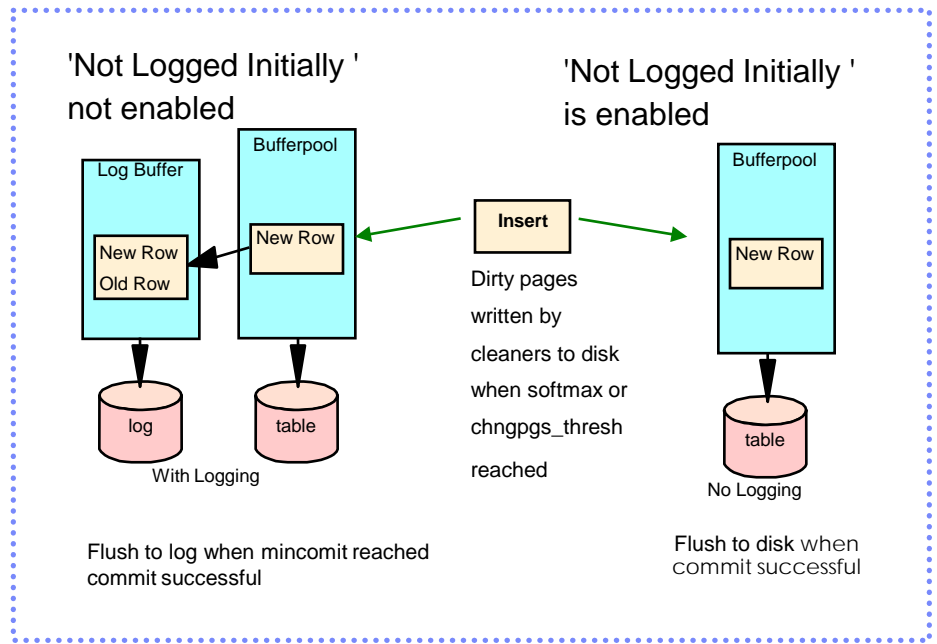 'Not Logged Initially '
not enabled
Log Buffer
New Row
Old Row
Bufferpool
New Row
log
table
With Logging
Flush to log when mincomit reached
commit successful
Insert
Dirty pages
written by
cleaners to disk
when softmax or
chngpgs_thresh
reached
'Not Logged Initially '
is enabled
Bufferpool
New Row
table
No Logging
Flush to disk when
commit successful